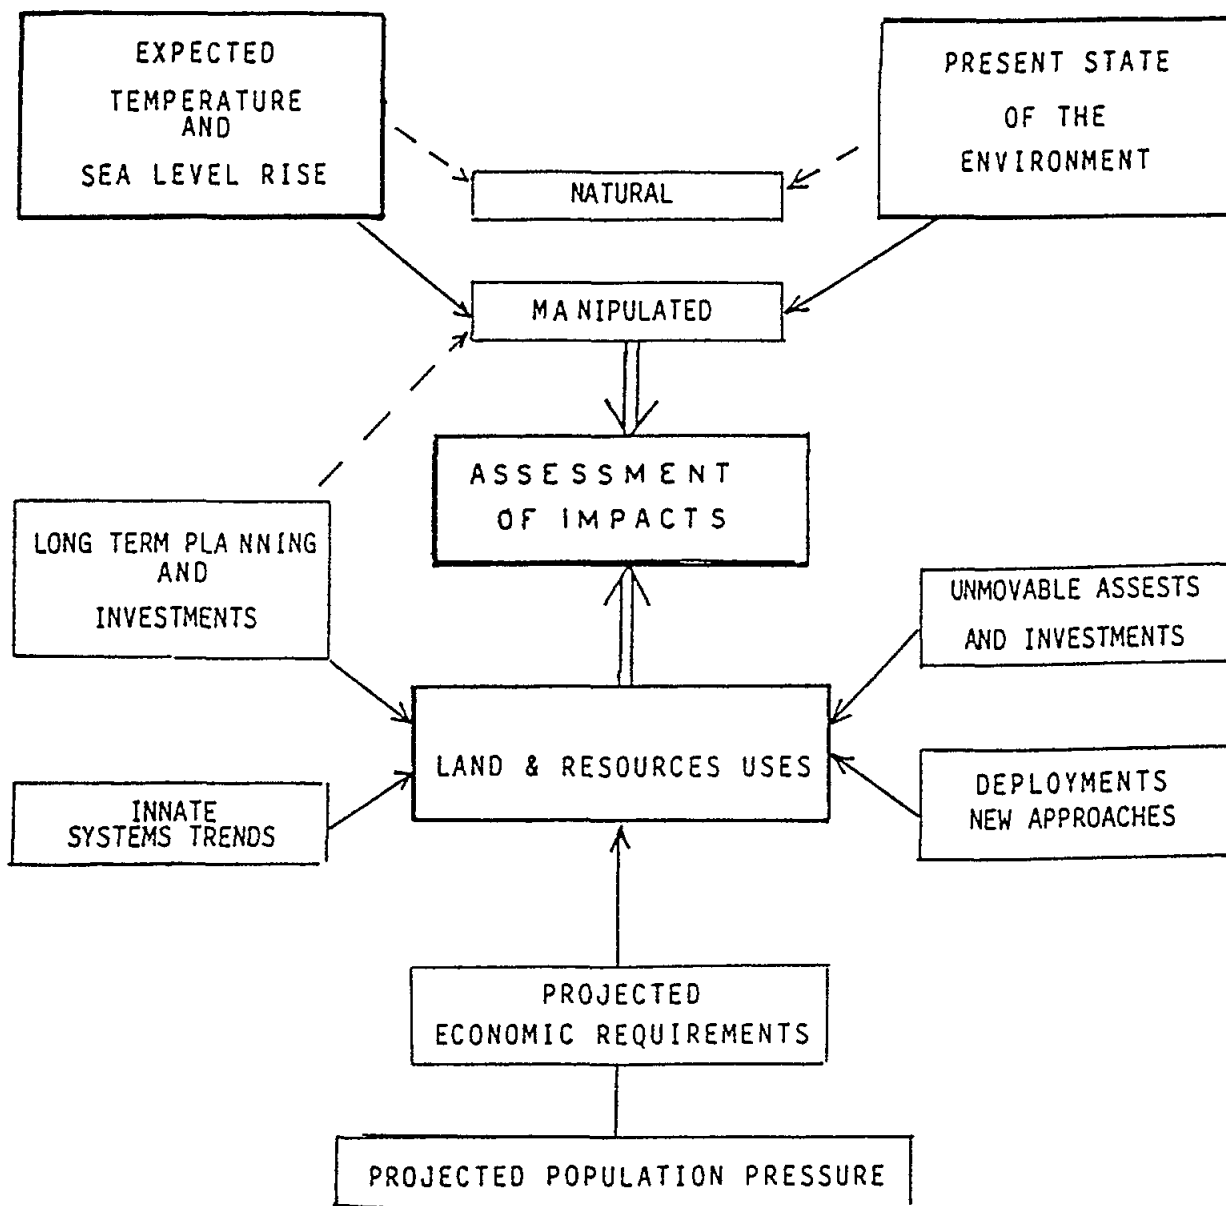 EXPECTED
TEMPERATURE
AND
SEA LEVEL RISE
PRESENT STATE
OF THE
ENVIRONMENT
NATURAL
MANIPULATED
ASSESSMENT
OF IMPACTS
LONG TERM PLANNING
AND
INVESTMENTS
UNMOVABLE ASSESTS
AND INVESTMENTS
LAND & RESOURCES USES
INNATE
SYSTEMS TRENDS
DEPLOYMENTS
NEW APPROACHES
PROJECTED
ECONOMIC REQUIREMENTS
PROJECTED POPULATION PRESSURE